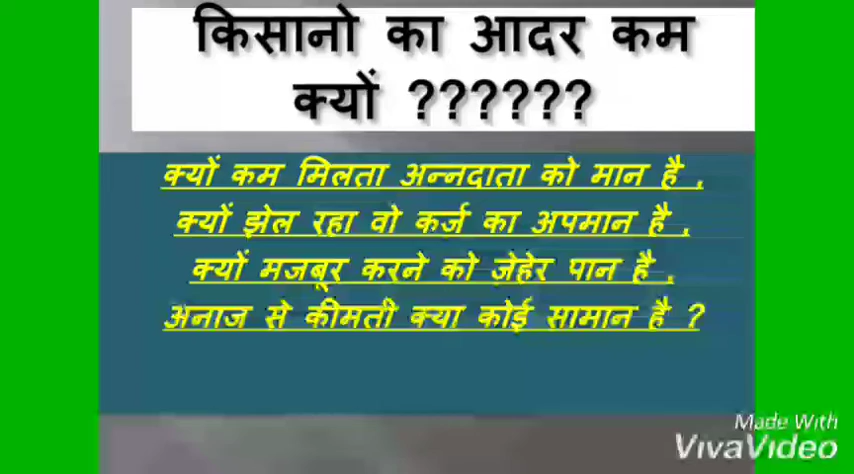 किसानो का आदर कम
क्यों ??????
क्यों कम मिलता अन्नदाता को मान है ,
क्यों झेल रहा वो कर्ज का अपमान है ,
क्यों मजबूर करने को ज़ेहेर पान है ,
अनाज से कीमती क्या कोई सामान है ?
Made With
VivaVideo